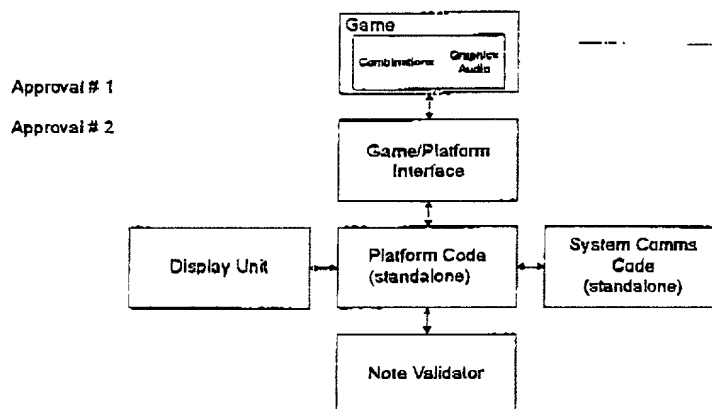 Game
Combinations
Graphics
Audio
Approval # 1
Approval # 2
Game/Platform
Interface
Display Unit
Platform Code
(standalone)
System Comms
Code
(standalone)
Note Validator